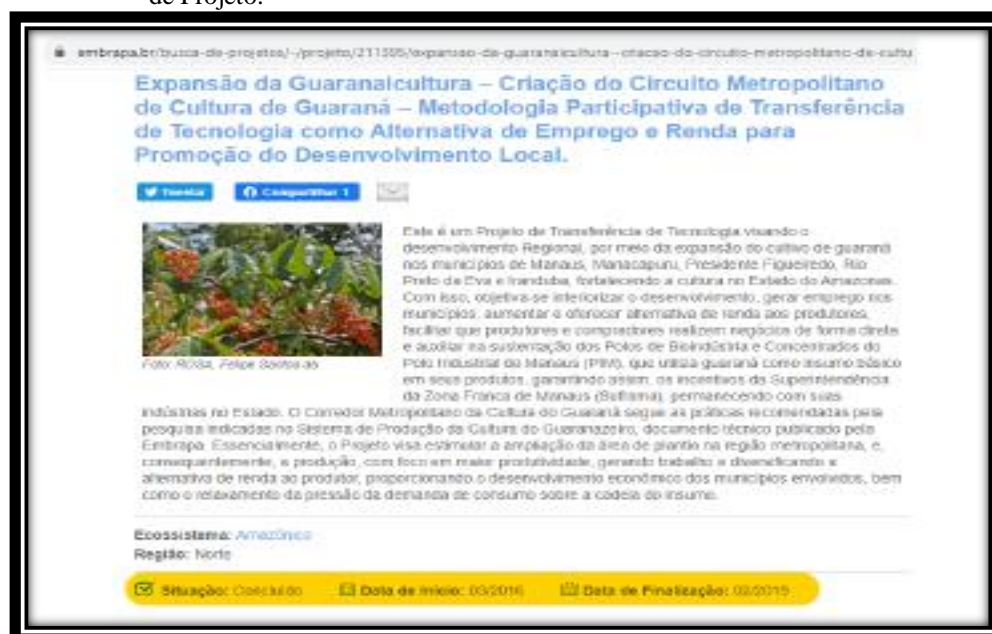 de Projeto.
embrapa.br/busca-de-projetos/-/projeto/211595/expansao-da-guaranaicultura--criacao-do-circuito-metropolitano-de-cultu
Expansão da Guaranaicultura – Criação do Circuito Metropolitano
de Cultura de Guaraná – Metodologia Participativa de Transferência
de Tecnologia como Alternativa de Emprego e Renda para
Promoção do Desenvolvimento Local.
Tweetar Compartilhar 1
Este é um Projeto de Transferência de Tecnologia visando o
desenvolvimento Regional, por meio da expansão do cultivo de guaraná
nos municípios de Manaus, Manacapuru, Presidente Figueiredo, Rio
Preto da Eva e Iranduba, fortalecendo a cultura no Estado do Amazonas.
Com isso, objetiva-se interiorizar o desenvolvimento, gerar emprego nos
municípios, aumentar e oferecer alternativa de renda aos produtores,
facilitar que produtores e compradores realizem negócios de forma direta
e auxiliar na sustentação dos Polos de Bioindústria e Concentrados do
Polo Industrial de Manaus (PIM), que utiliza guaraná como insumo básico
em seus produtos, garantindo assim, os incentivos da Superintendência
da Zona Franca de Manaus (Suframa), permanecendo com suas
Foto: ROSA, Felipe Santos da
indústrias no Estado. O Corredor Metropolitano da Cultura do Guaraná segue as práticas recomendadas pela
pesquisa indicadas no Sistema de Produção da Cultura do Guaranazeiro, documento técnico publicado pela
Embrapa. Essencialmente, o Projeto visa estimular a ampliação da área de plantio na região metropolitana, e,
consequentemente, a produção, com foco em maior produtividade, gerando trabalho e diversificando a
alternativa de renda ao produtor, proporcionando o desenvolvimento econômico dos municípios envolvidos, bem
como o relaxamento da pressão da demanda de consumo sobre a cadeia do insumo.
Ecossistema: Amazônico
Região: Norte
Situação: Concluído Data de Início: 03/2016 Data de Finalização: 02/2019